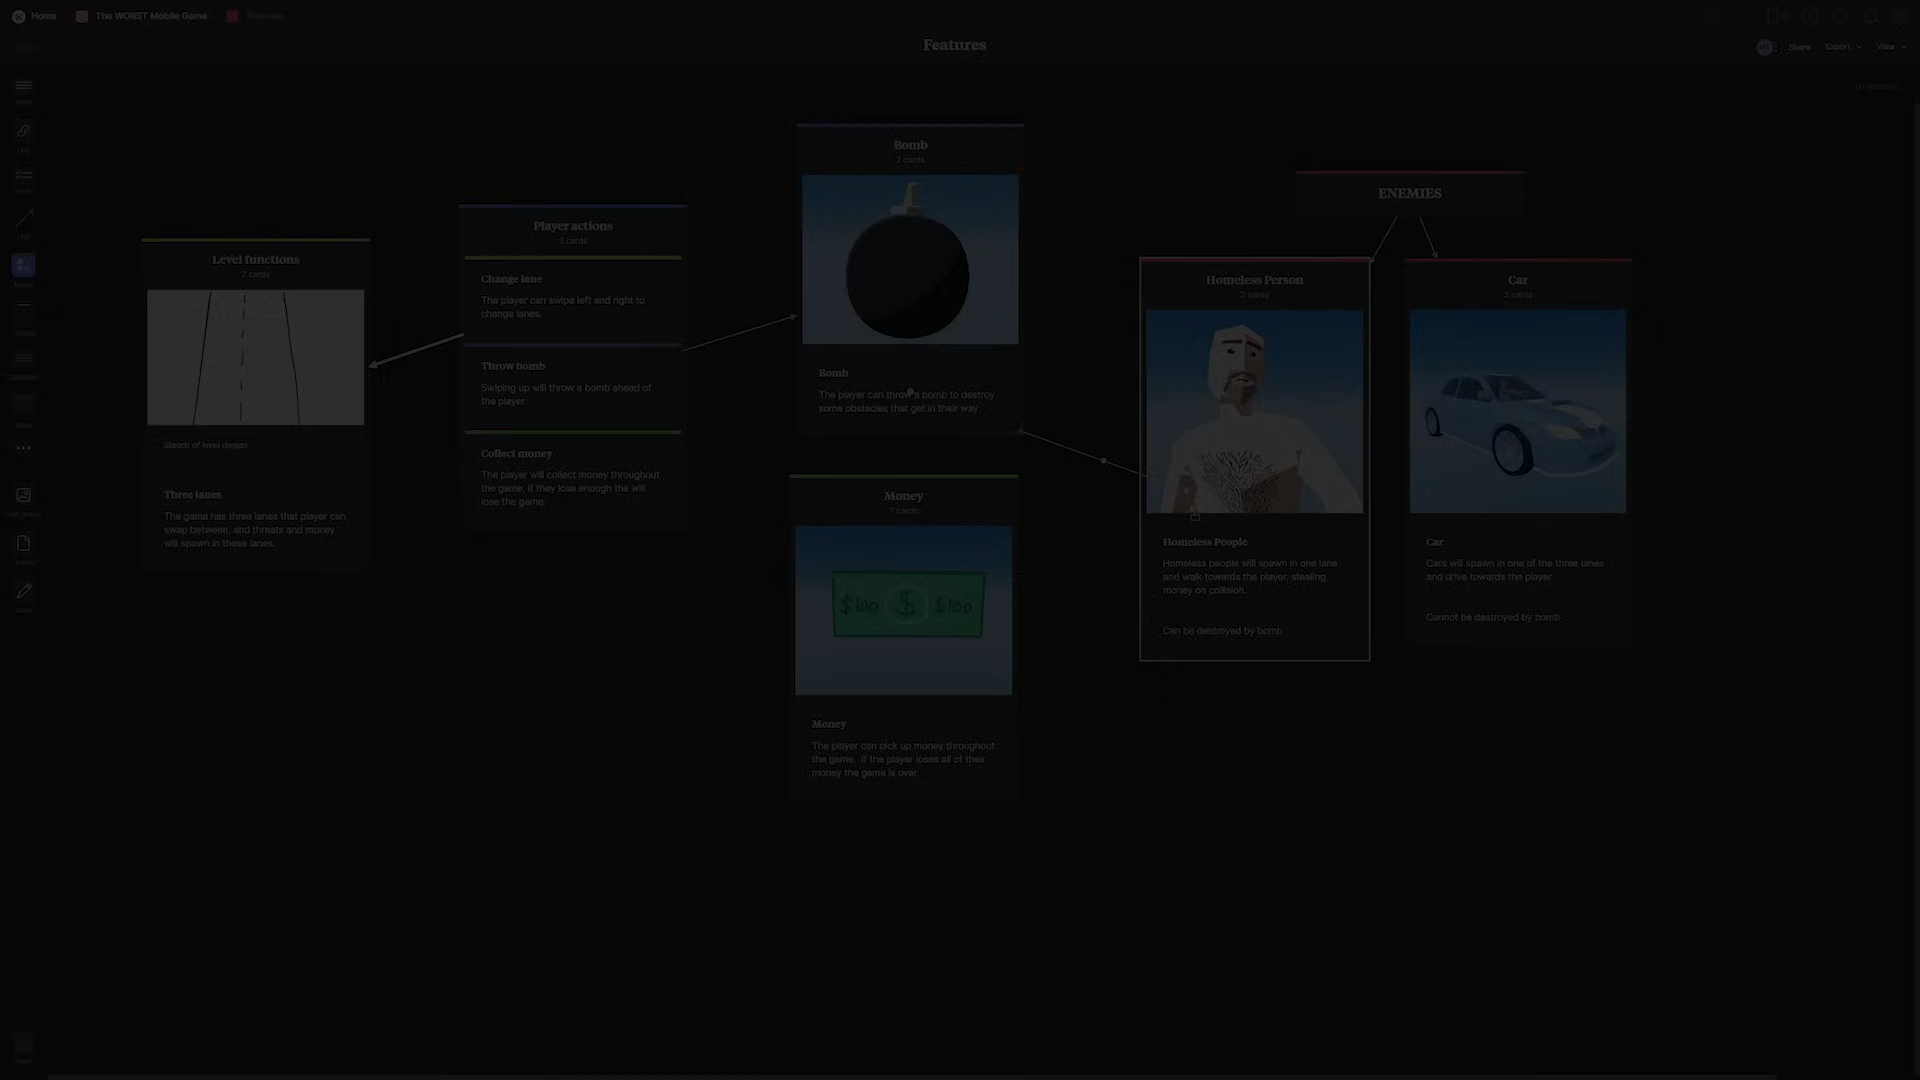 Home
The WORST Mobile Game
Features
Features
Share
Export
View
Level functions
2 cards
Sketch of level design
Three lanes
The game has three lanes that player can
swap between, and threats and money
will spawn in these lanes.
Player actions
3 cards
Change lane
The player can swipe left and right to
change lanes.
Throw bomb
Swiping up will throw a bomb ahead of
the player.
Collect money
The player will collect money throughout
the game, if they lose enough the will
lose the game.
Bomb
2 cards
Bomb
The player can throw a bomb to destroy
some obstacles that get in their way.
Money
? cards
$100 $ $100
Money
The player can pick up money throughout
the game. If the player loses all of their
money the game is over.
ENEMIES
Homeless Person
2 cards
Homeless People
Homeless people will spawn in one lane
and walk towards the player, stealing
money on collision.
Can be destroyed by bomb
Car
3 cards
Car
Cars will spawn in one of the three lanes
and drive towards the player
Cannot be destroyed by bomb